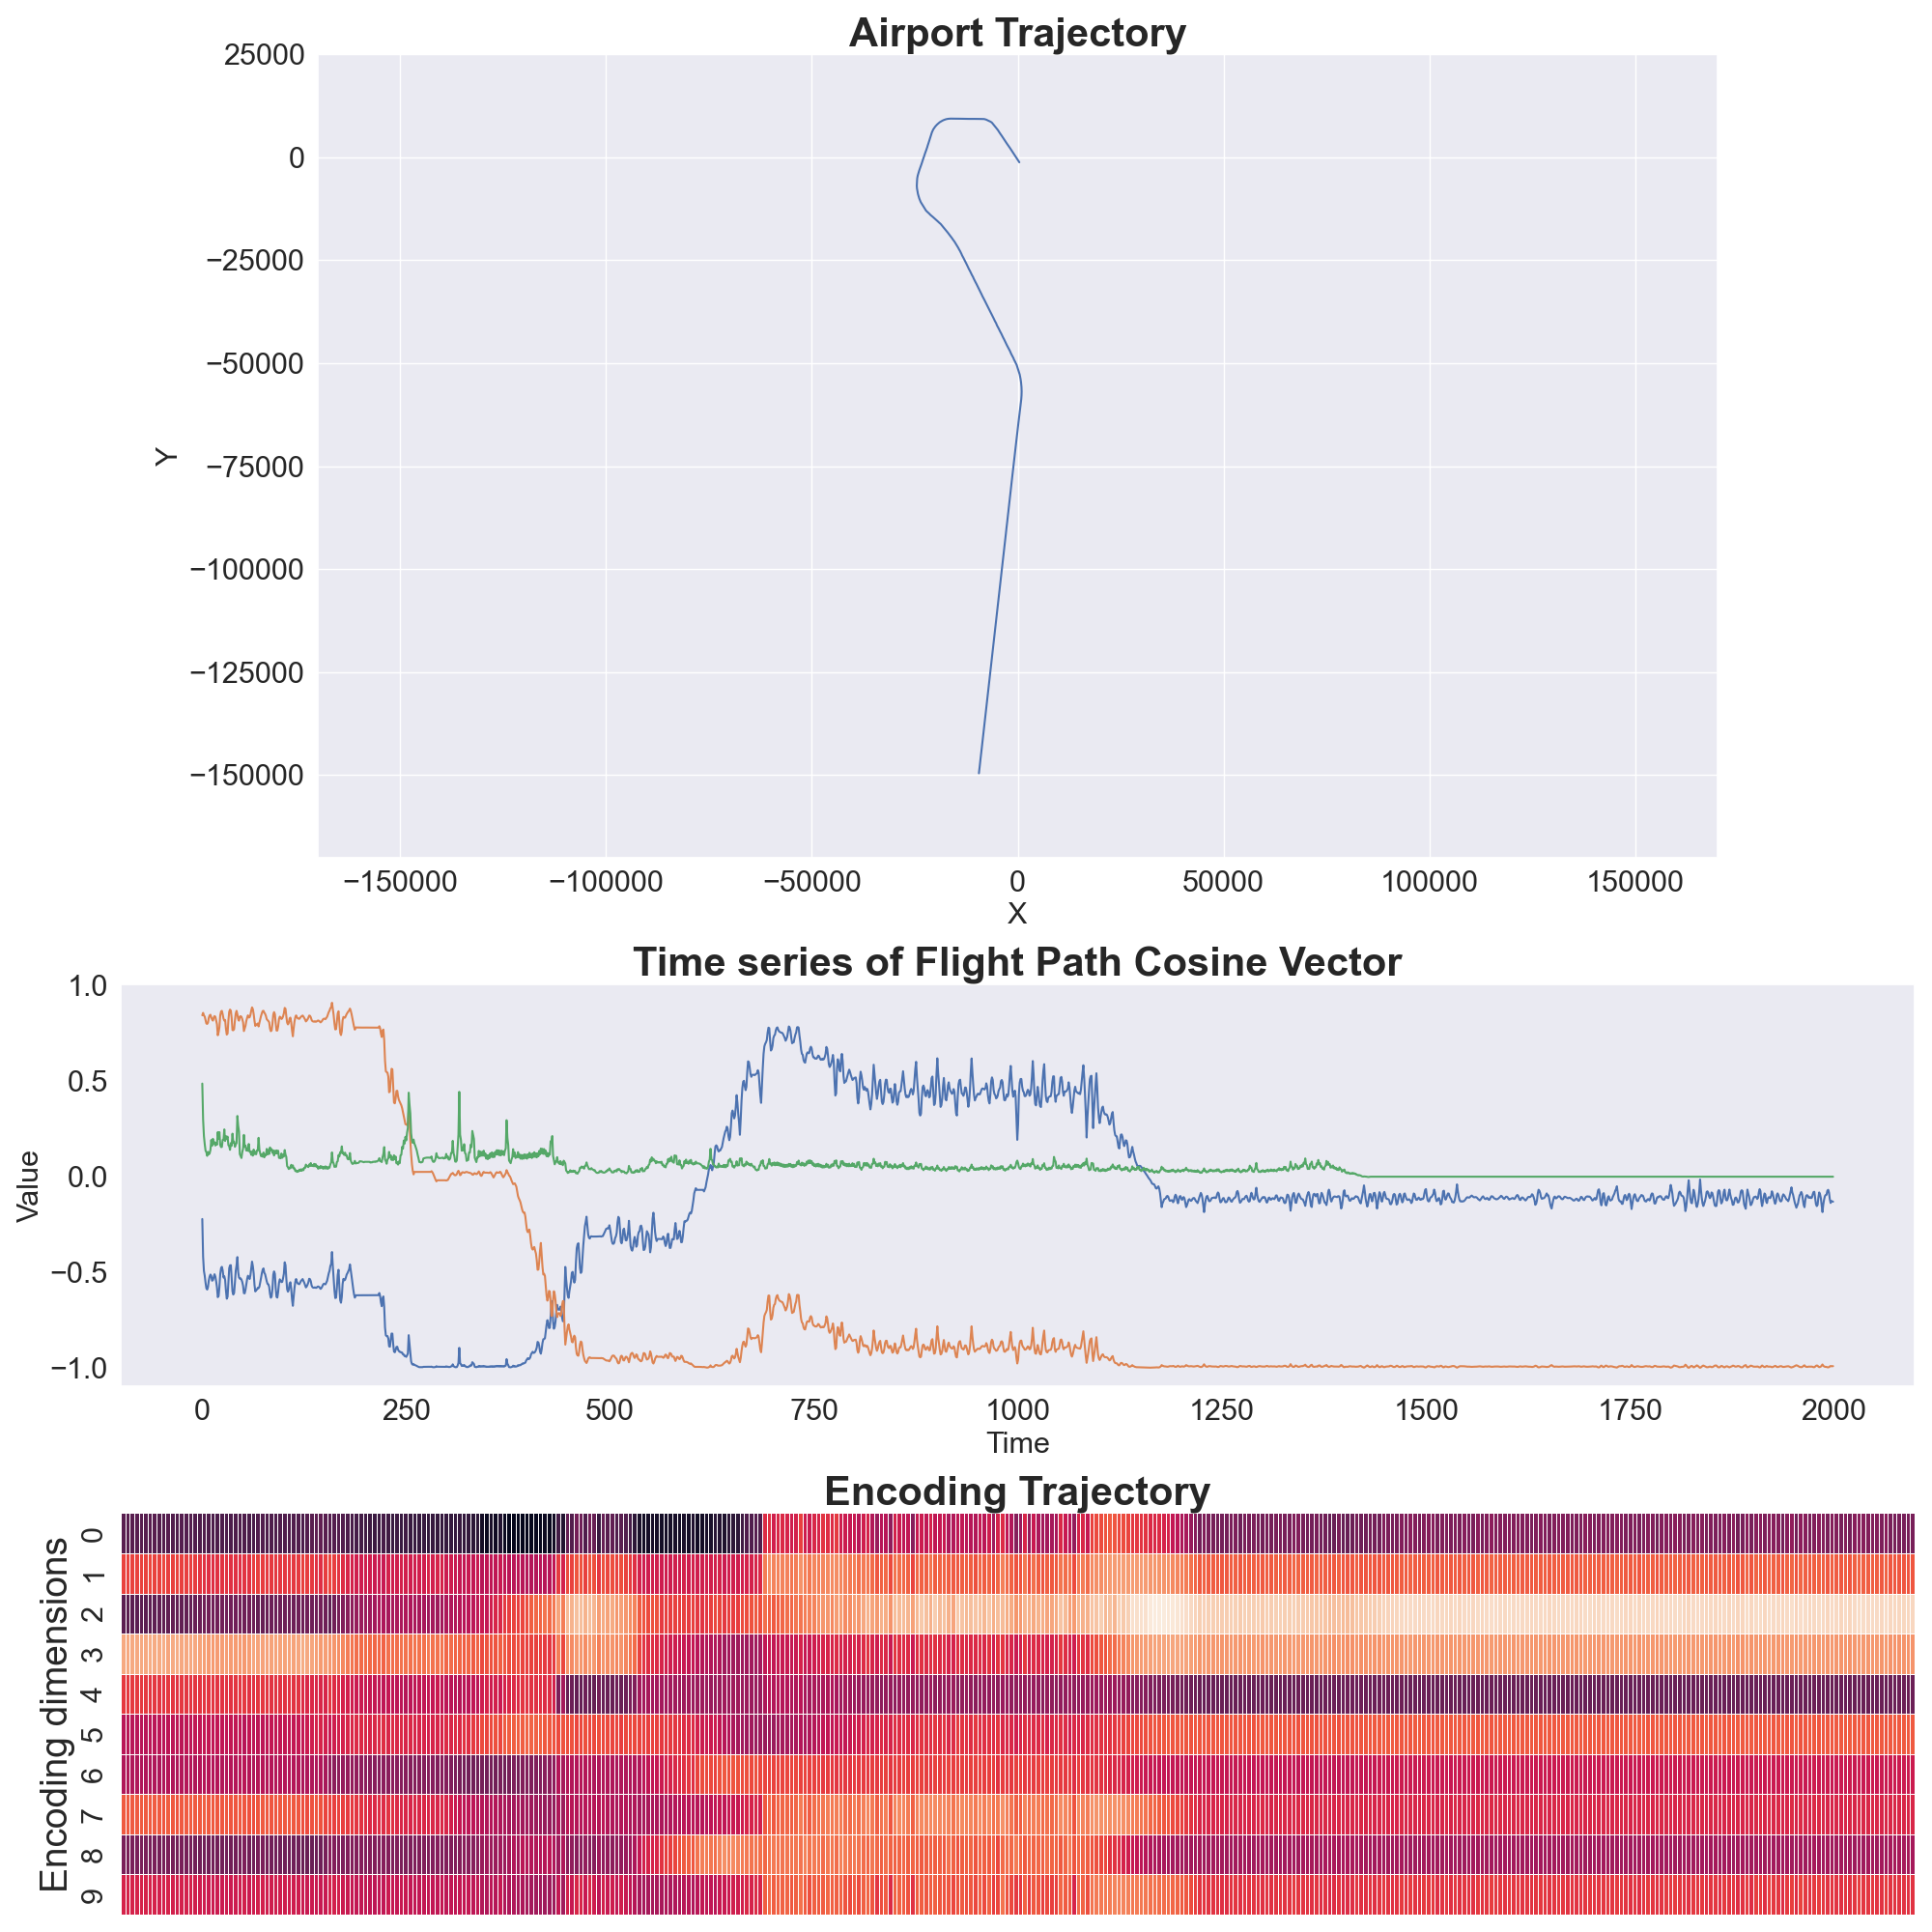 Airport Trajectory
25000
0
−25000
−50000
−75000
−100000
−125000
−150000
Y
−150000 −100000 −50000 0 50000 100000 150000
X
Time series of Flight Path Cosine Vector
1.0
0.5
0.0
−0.5
−1.0
Value
0 250 500 750 1000 1250 1500 1750 2000
Time
Encoding Trajectory
0
1
2
3
4
5
6
7
8
9
Encoding dimensions